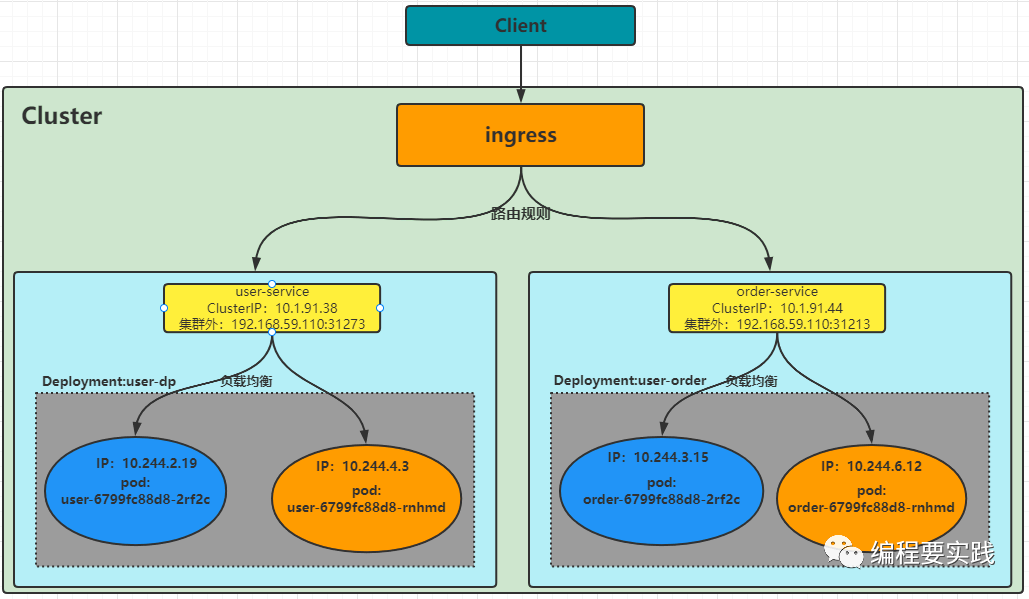 Client
Cluster
ingress
路由规则
user-service
ClusterIP：10.1.91.38
集群外：192.168.59.110:31273
order-service
ClusterIP：10.1.91.44
集群外：192.168.59.110:31213
Deployment:user-dp
负载均衡
Deployment:user-order
负载均衡
IP：10.244.2.19
pod:
user-6799fc88d8-2rf2c
IP：10.244.4.3
pod:
user-6799fc88d8-rnhmd
IP：10.244.3.15
pod:
order-6799fc88d8-2rf2c
IP：10.244.6.12
pod:
order-6799fc88d8-rnhmd
编程要实践